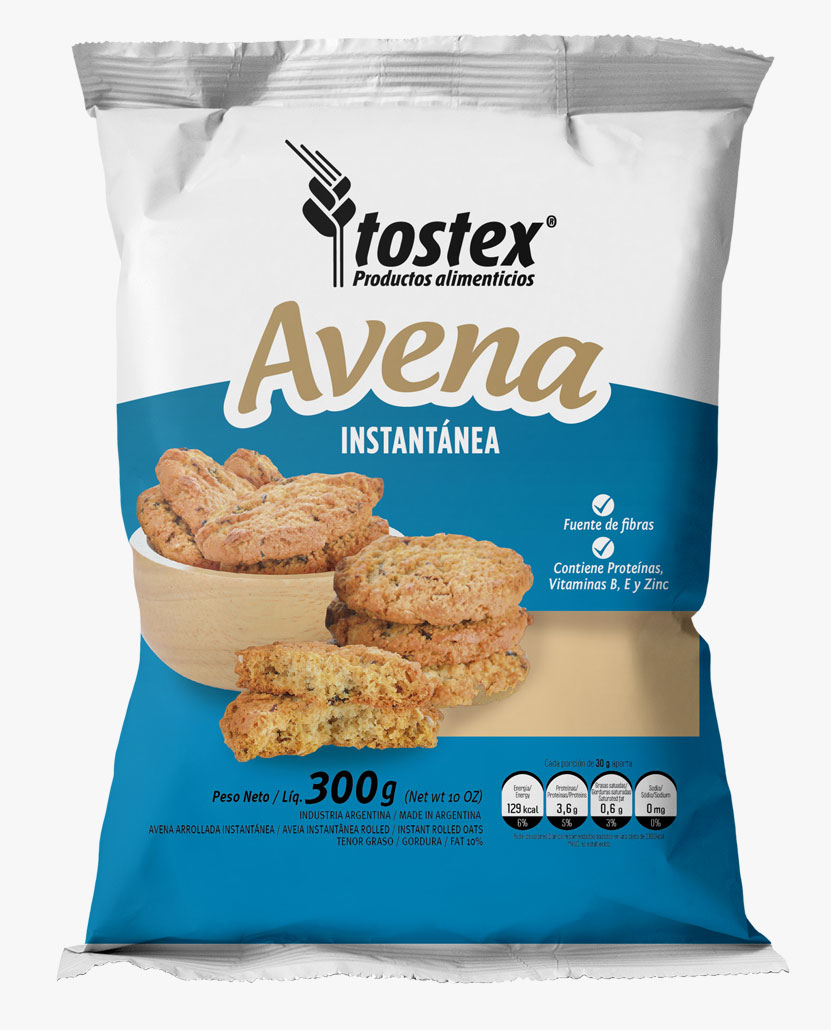 tostex®
Productos alimenticios
Avena
INSTANTÁNEA
Fuente de fibras
Contiene Proteínas,
Vitaminas B, E y Zinc
Peso Neto / Líq. 300g (Net wt 10 OZ)
INDUSTRIA ARGENTINA / MADE IN ARGENTINA
AVENA ARROLLADA INSTANTÁNEA / AVEIA INSTANTÂNEA ROLLED / INSTANT ROLLED OATS
TENOR GRASO / GORDURA / FAT 10%
Cada porción de 30 g aporta
Energía/
Energy
129 kcal
6%
Proteínas/
Proteínas/Proteins
3,6 g
5%
Grasas saturadas/
Gorduras saturadas
Saturated fat
0,6 g
3%
Sodio/
Sódio/Sodium
0 mg
0%